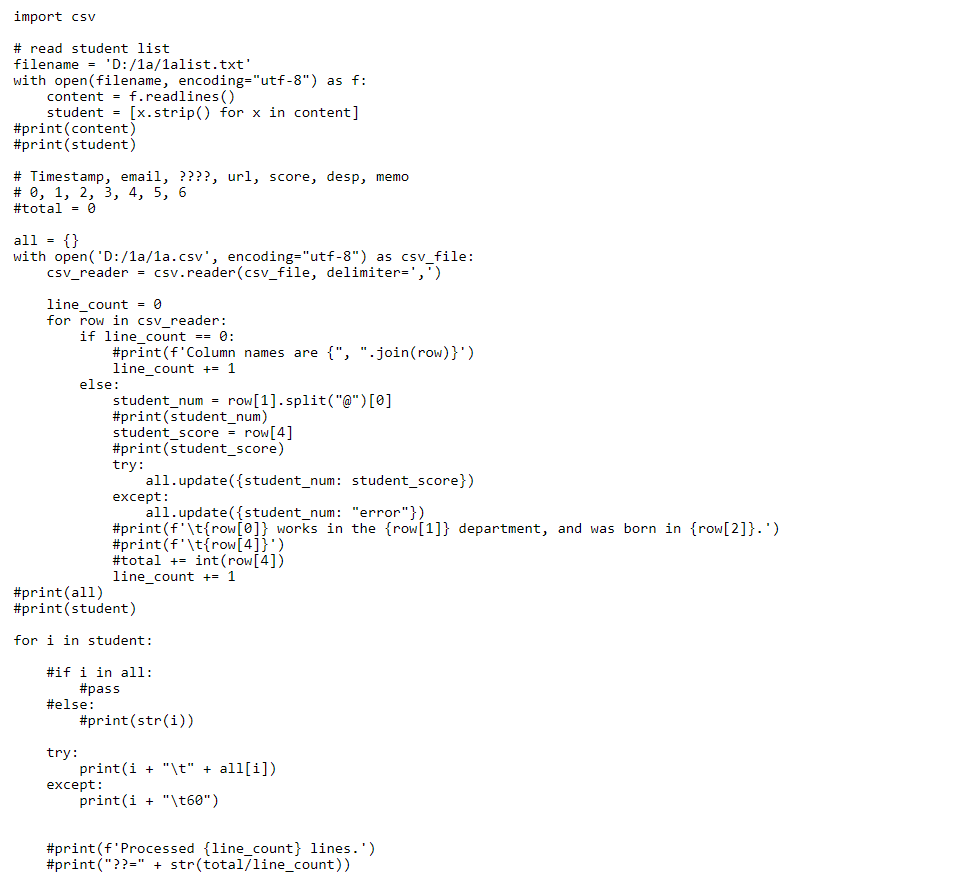 import csv

# read student list
filename = 'D:/1a/1alist.txt'
with open(filename, encoding="utf-8") as f:
    content = f.readlines()
    student = [x.strip() for x in content]
#print(content)
#print(student)

# Timestamp, email, ????, url, score, desp, memo
# 0, 1, 2, 3, 4, 5, 6
#total = 0

all = {}
with open('D:/1a/1a.csv', encoding="utf-8") as csv_file:
    csv_reader = csv.reader(csv_file, delimiter=',')

    line_count = 0
    for row in csv_reader:
        if line_count == 0:
            #print(f'Column names are {", ".join(row)}')
            line_count += 1
        else:
            student_num = row[1].split("@")[0]
            #print(student_num)
            student_score = row[4]
            #print(student_score)
            try:
                all.update({student_num: student_score})
            except:
                all.update({student_num: "error"})
            #print(f'\t{row[0]} works in the {row[1]} department, and was born in {row[2]}.')
            #print(f'\t{row[4]}')
            #total += int(row[4])
            line_count += 1
#print(all)
#print(student)

for i in student:

    #if i in all:
        #pass
    #else:
        #print(str(i))

    try:
        print(i + "\t" + all[i])
    except:
        print(i + "\t60")


    #print(f'Processed {line_count} lines.')
    #print("??=" + str(total/line_count))